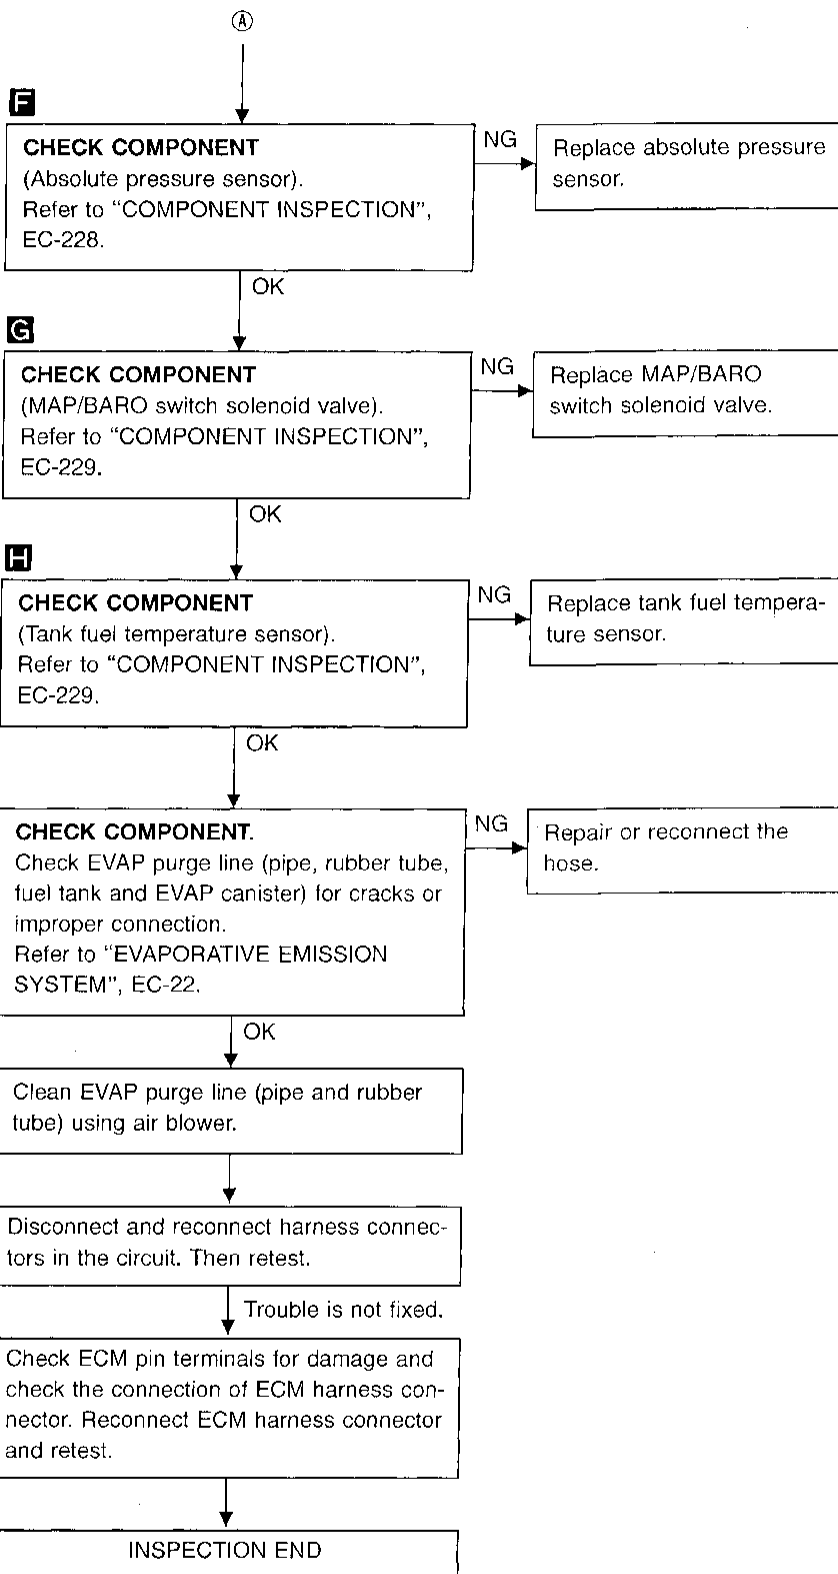 A
F
CHECK COMPONENT
(Absolute pressure sensor).
Refer to “COMPONENT INSPECTION”,
EC-228.
NG
Replace absolute pressure
sensor.
OK
G
CHECK COMPONENT
(MAP/BARO switch solenoid valve).
Refer to “COMPONENT INSPECTION”,
EC-229.
NG
Replace MAP/BARO
switch solenoid valve.
OK
H
CHECK COMPONENT
(Tank fuel temperature sensor).
Refer to “COMPONENT INSPECTION”,
EC-229.
NG
Replace tank fuel tempera-
ture sensor.
OK
CHECK COMPONENT.
Check EVAP purge line (pipe, rubber tube,
fuel tank and EVAP canister) for cracks or
improper connection.
Refer to “EVAPORATIVE EMISSION
SYSTEM”, EC-22.
NG
Repair or reconnect the
hose.
OK
Clean EVAP purge line (pipe and rubber
tube) using air blower.
Disconnect and reconnect harness connec-
tors in the circuit. Then retest.
Trouble is not fixed.
Check ECM pin terminals for damage and
check the connection of ECM harness con-
nector. Reconnect ECM harness connector
and retest.
INSPECTION END